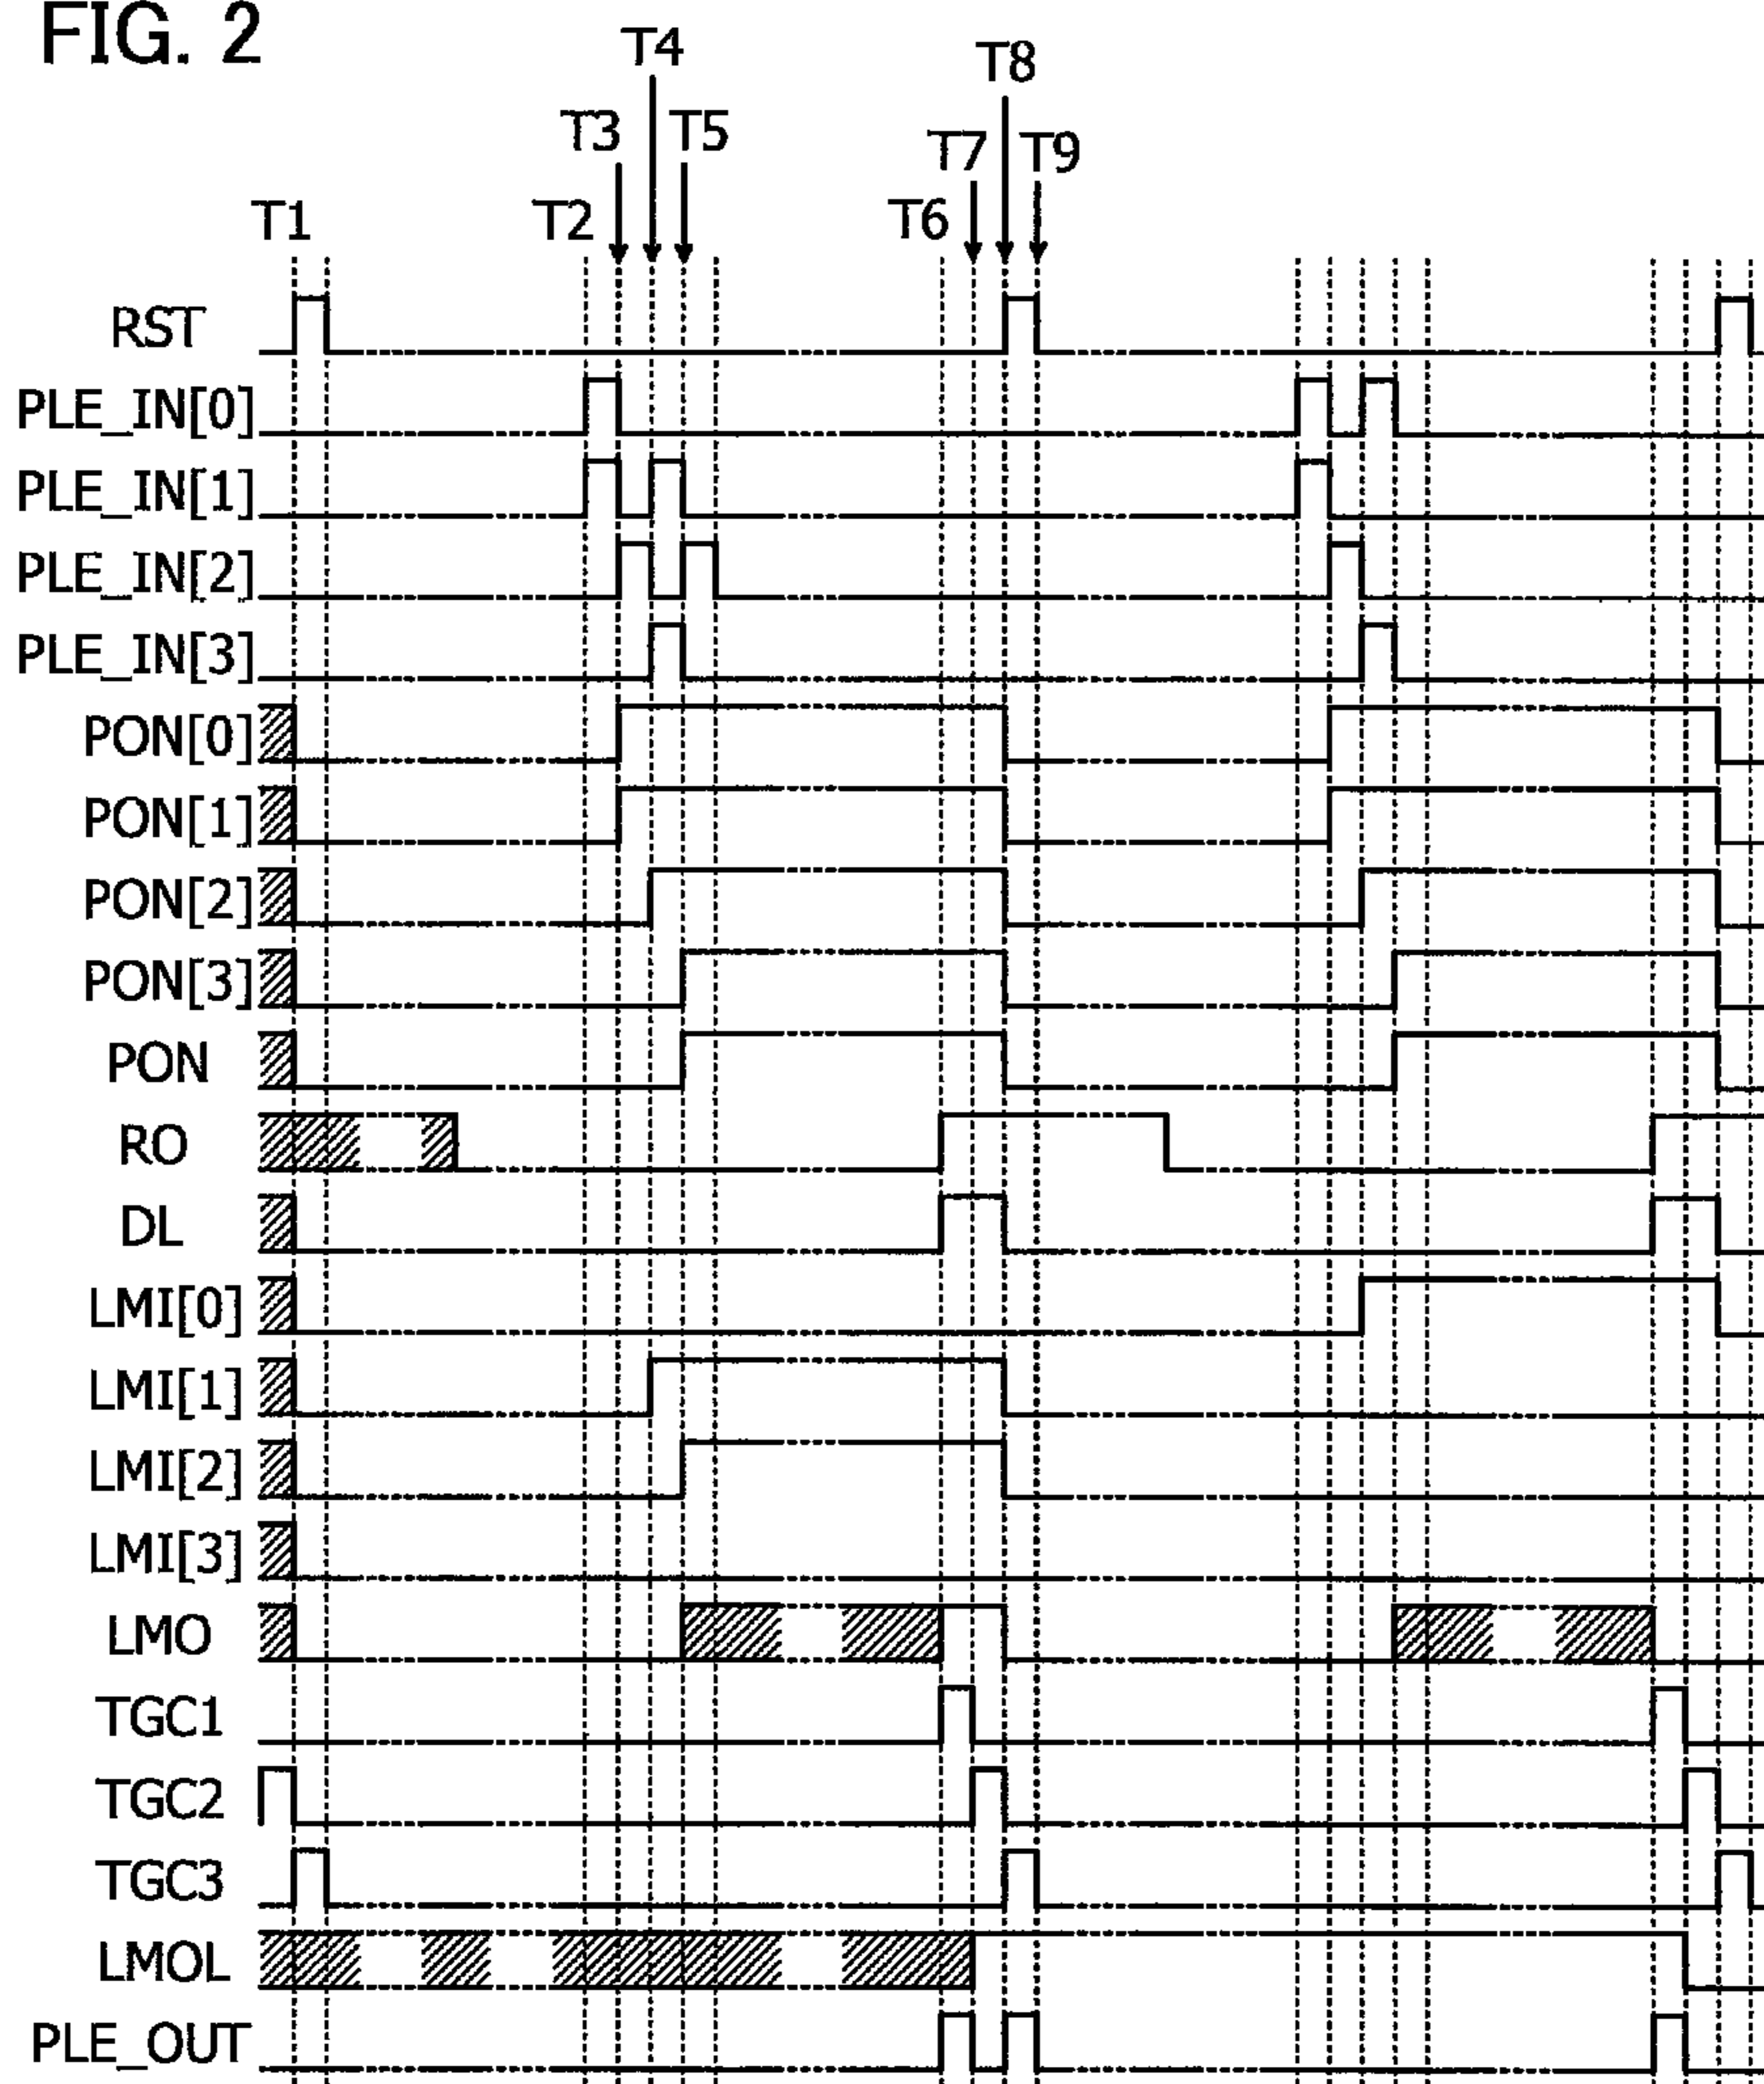 FIG. 2
T4
T8
T3
T5
T7
T9
T1
T2
T6
RST
PLE_IN[0]
PLE_IN[1]
PLE_IN[2]
PLE_IN[3]
PON[0]
PON[1]
PON[2]
PON[3]
PON
RO
DL
LMI[0]
LMI[1]
LMI[2]
LMI[3]
LMO
TGC1
TGC2
TGC3
LMOL
PLE_OUT